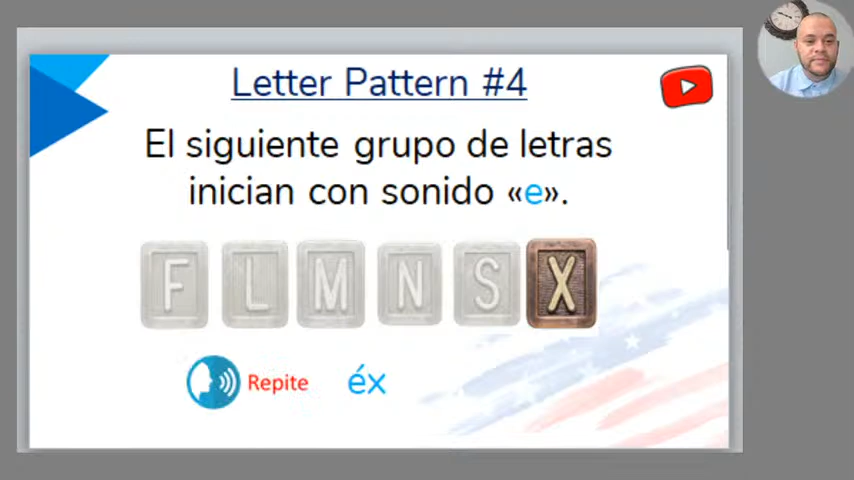 Letter Pattern #4
El siguiente grupo de letras
inician con sonido «e».
F L M N S X
Repite éx